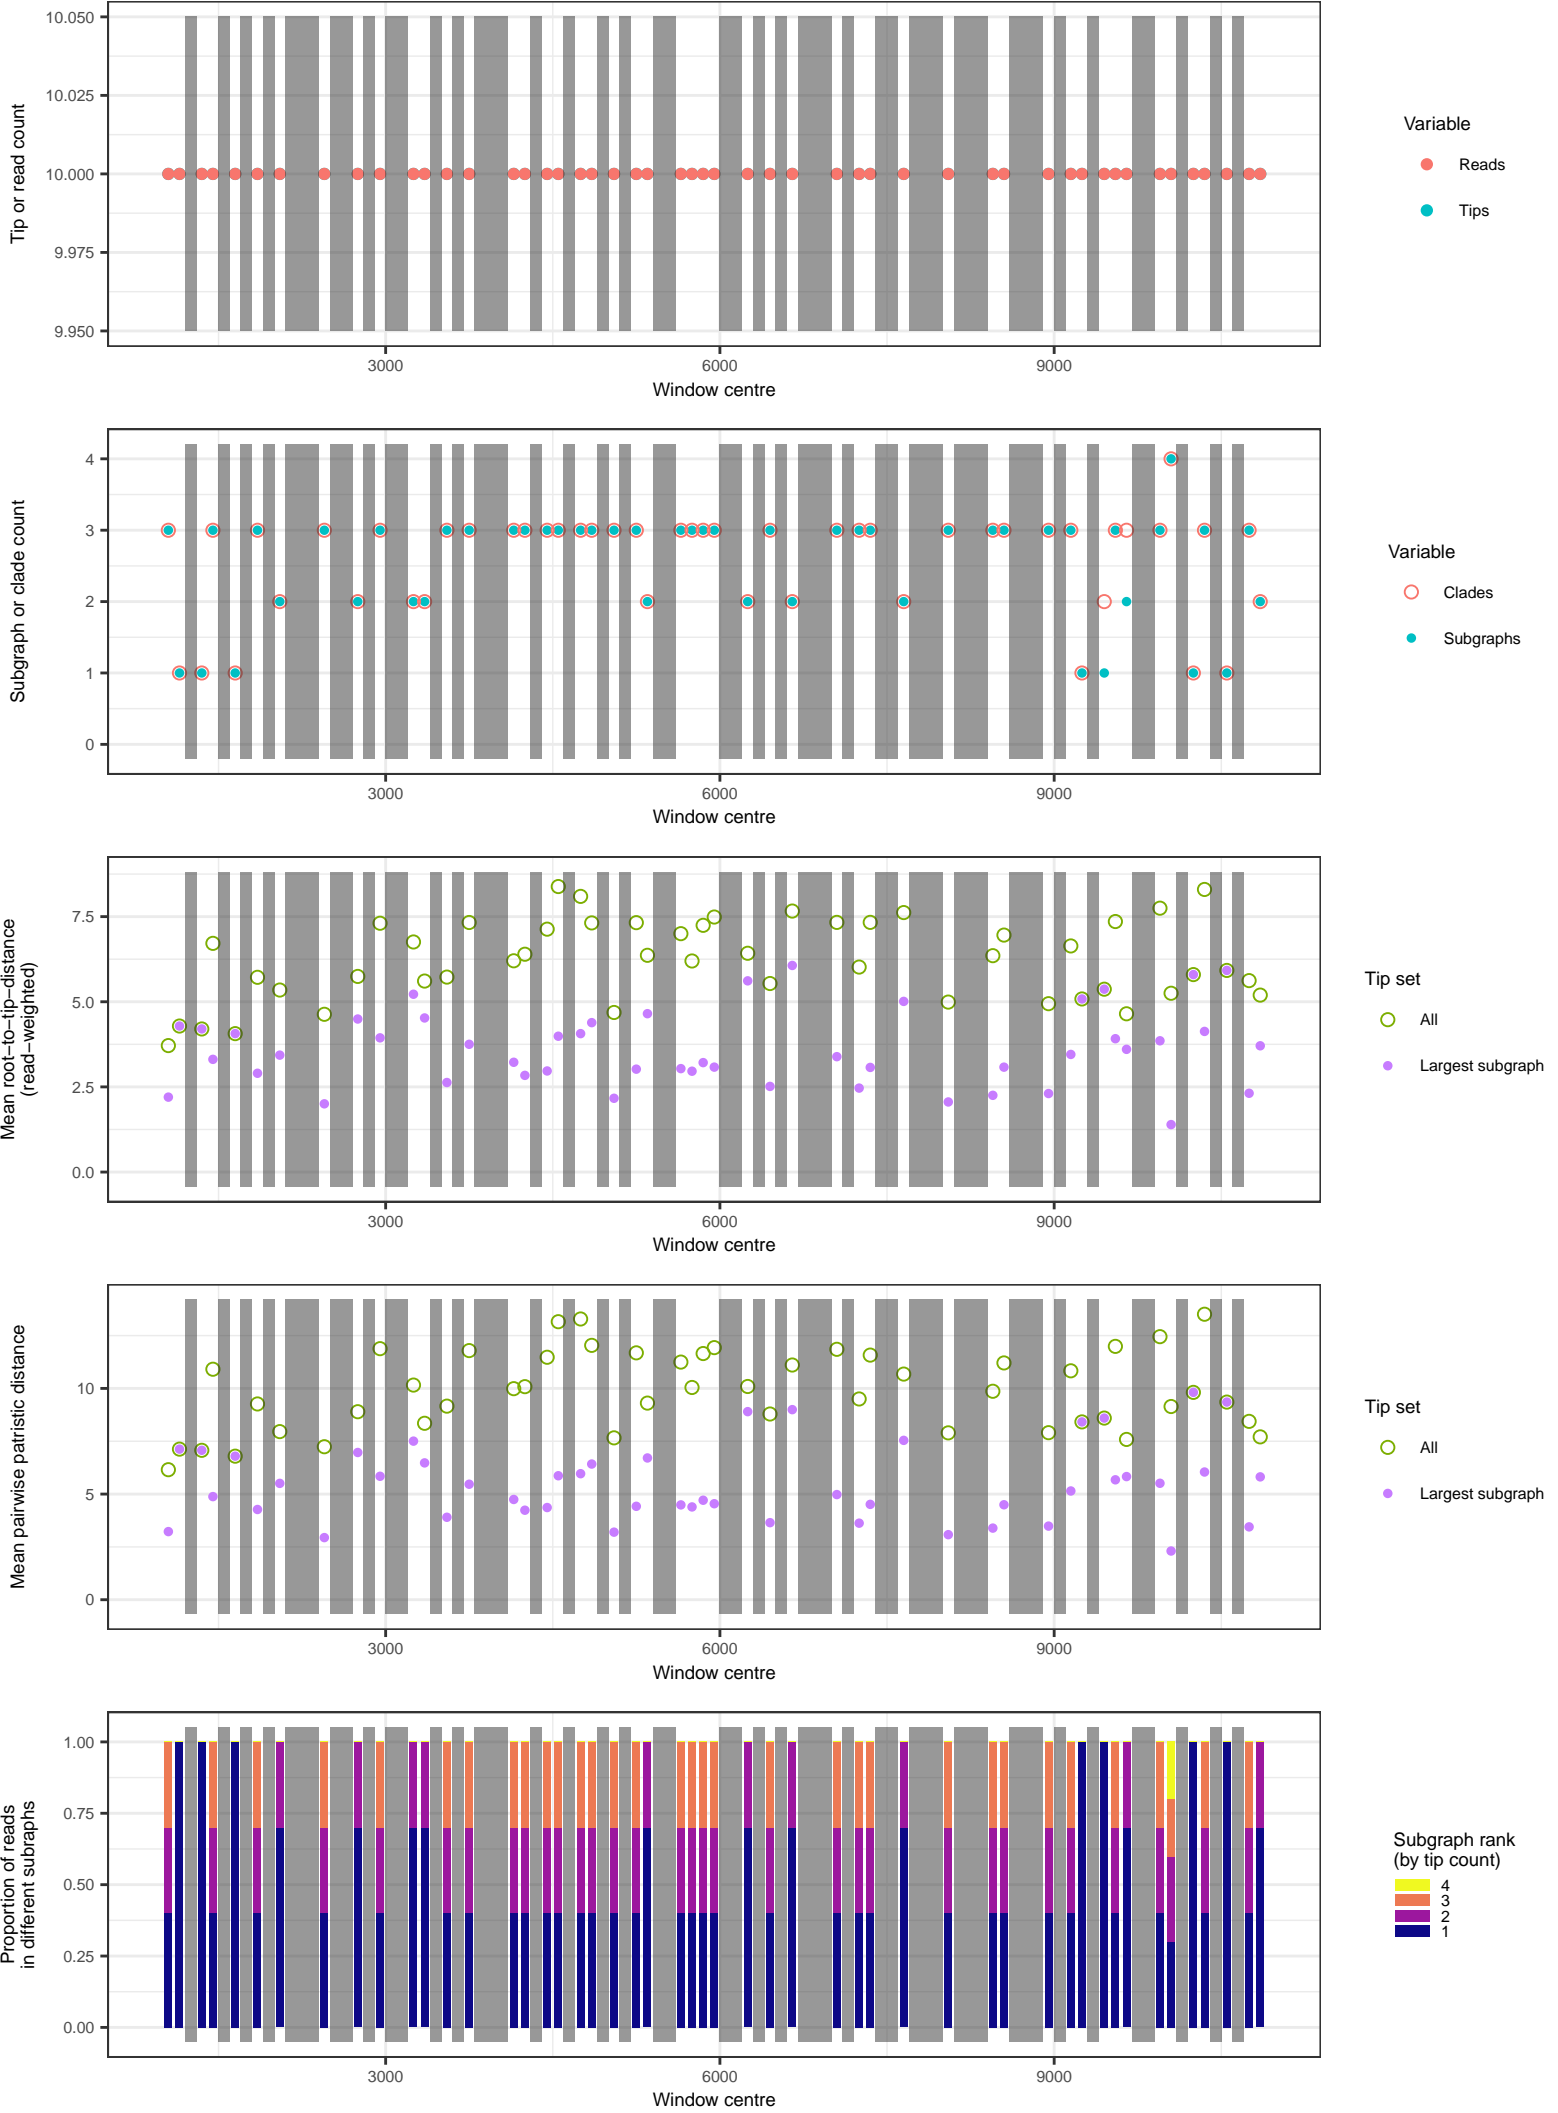 10.050
10.025
10.000
9.975
9.950
Tip or read count
3000
6000
9000
Window centre
Variable
Reads
Tips
4
3
2
1
0
Subgraph or clade count
3000
6000
9000
Window centre
Variable
Clades
Subgraphs
7.5
5.0
2.5
0.0
Mean root−to−tip−distance
(read−weighted)
3000
6000
9000
Window centre
Tip set
All
Largest subgraph
10
5
0
Mean pairwise patristic distance
3000
6000
9000
Window centre
Tip set
All
Largest subgraph
1.00
0.75
0.50
0.25
0.00
Proportion of reads
in different subraphs
3000
6000
9000
Window centre
Subgraph rank
(by tip count)
4
3
2
1